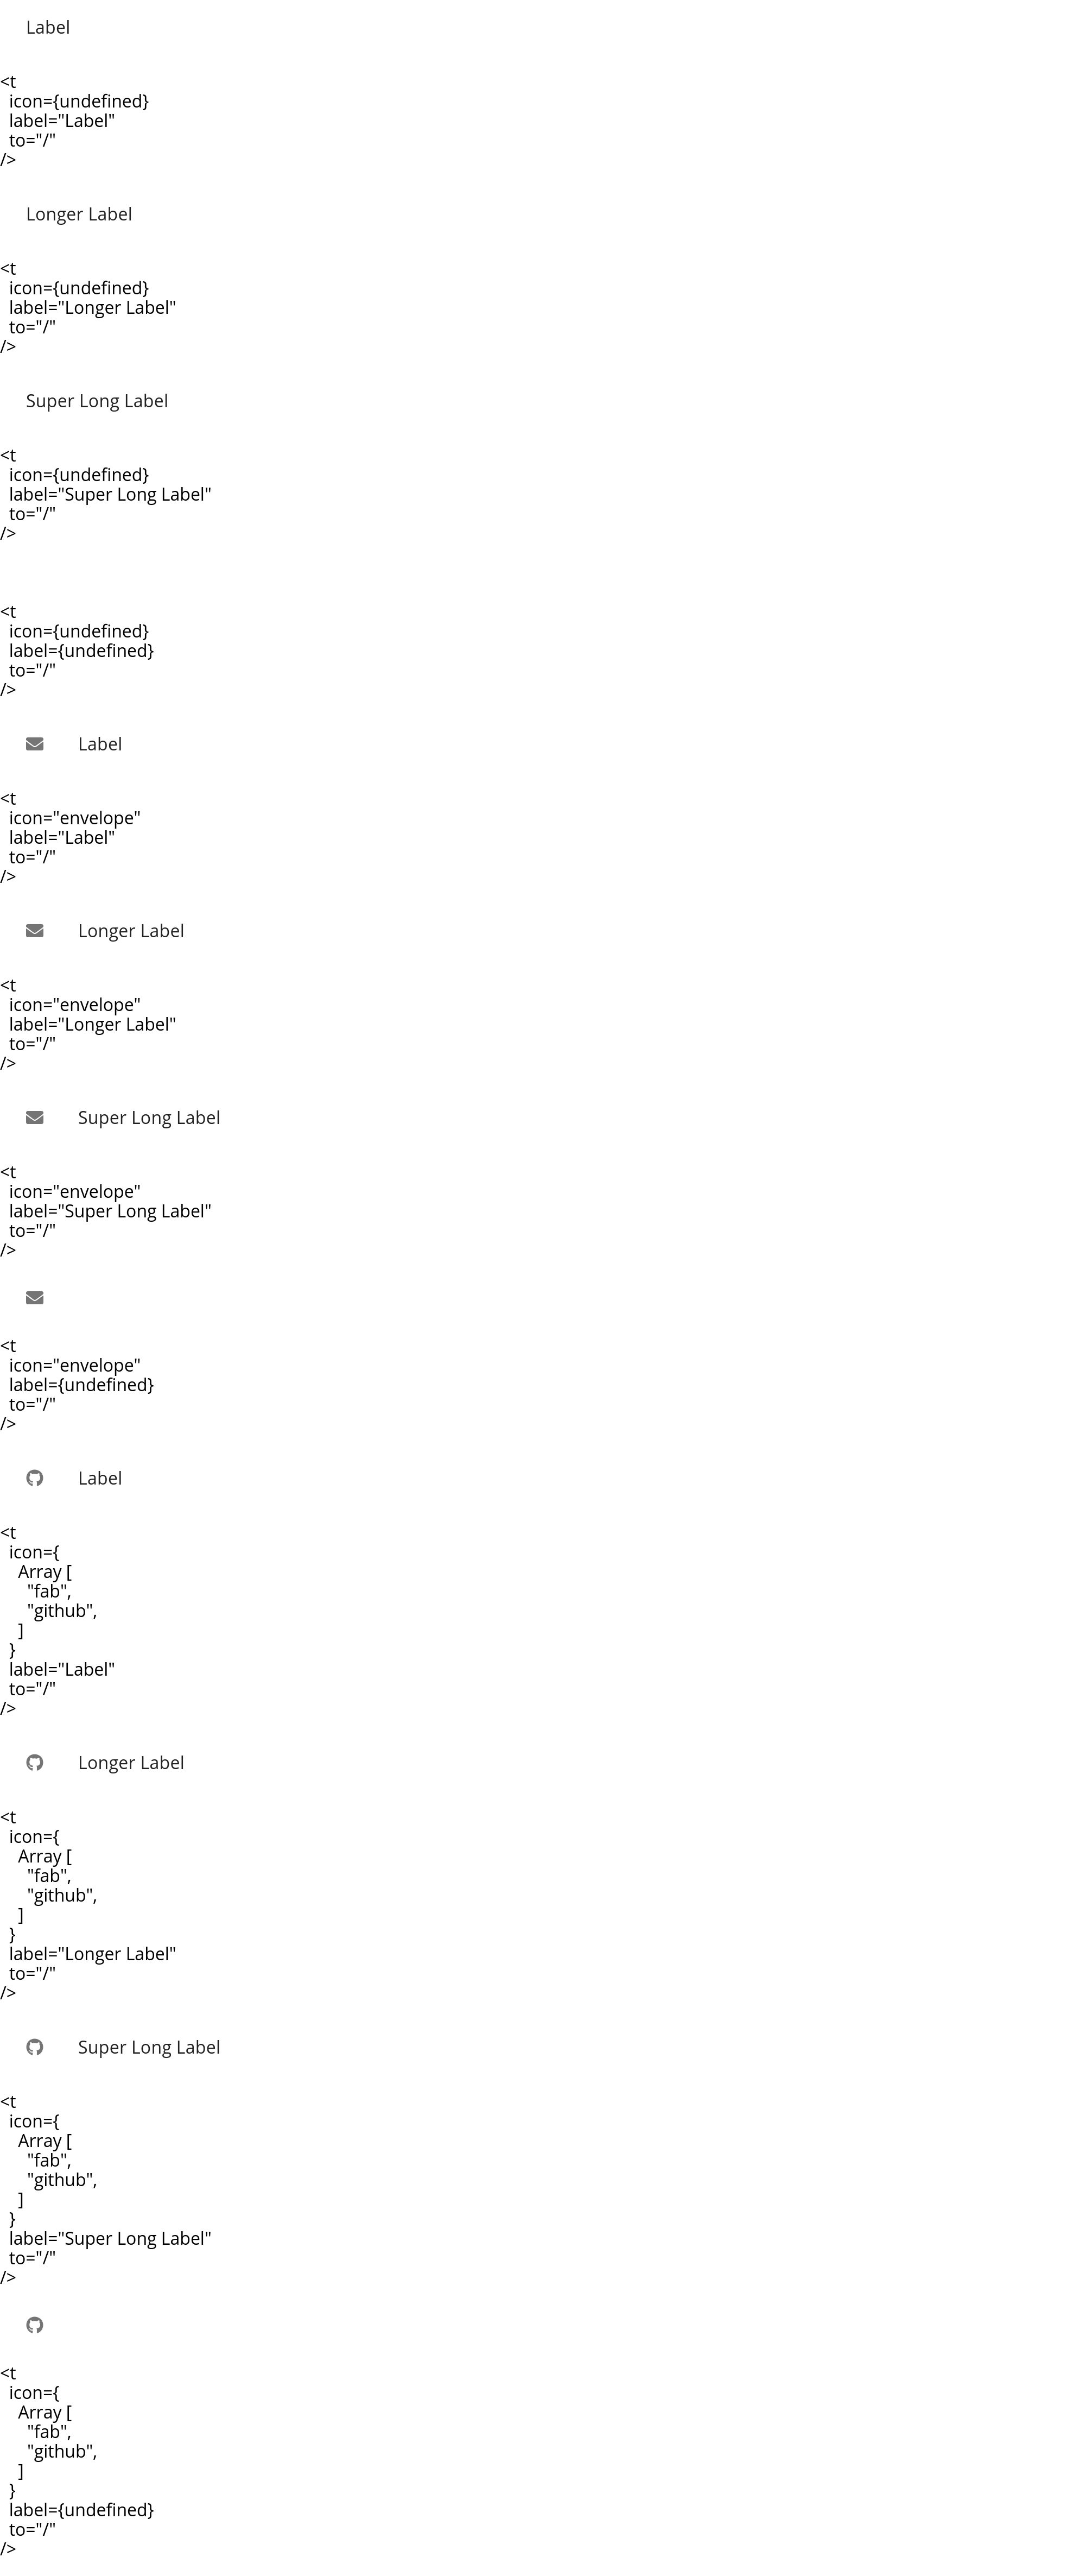 Label
<t
  icon={undefined}
  label="Label"
  to="/"
/>
Longer Label
<t
  icon={undefined}
  label="Longer Label"
  to="/"
/>
Super Long Label
<t
  icon={undefined}
  label="Super Long Label"
  to="/"
/>
<t
  icon={undefined}
  label={undefined}
  to="/"
/>
Label
<t
  icon="envelope"
  label="Label"
  to="/"
/>
Longer Label
<t
  icon="envelope"
  label="Longer Label"
  to="/"
/>
Super Long Label
<t
  icon="envelope"
  label="Super Long Label"
  to="/"
/>
<t
  icon="envelope"
  label={undefined}
  to="/"
/>
Label
<t
  icon={
    Array [
      "fab",
      "github",
    ]
  }
  label="Label"
  to="/"
/>
Longer Label
<t
  icon={
    Array [
      "fab",
      "github",
    ]
  }
  label="Longer Label"
  to="/"
/>
Super Long Label
<t
  icon={
    Array [
      "fab",
      "github",
    ]
  }
  label="Super Long Label"
  to="/"
/>
<t
  icon={
    Array [
      "fab",
      "github",
    ]
  }
  label={undefined}
  to="/"
/>